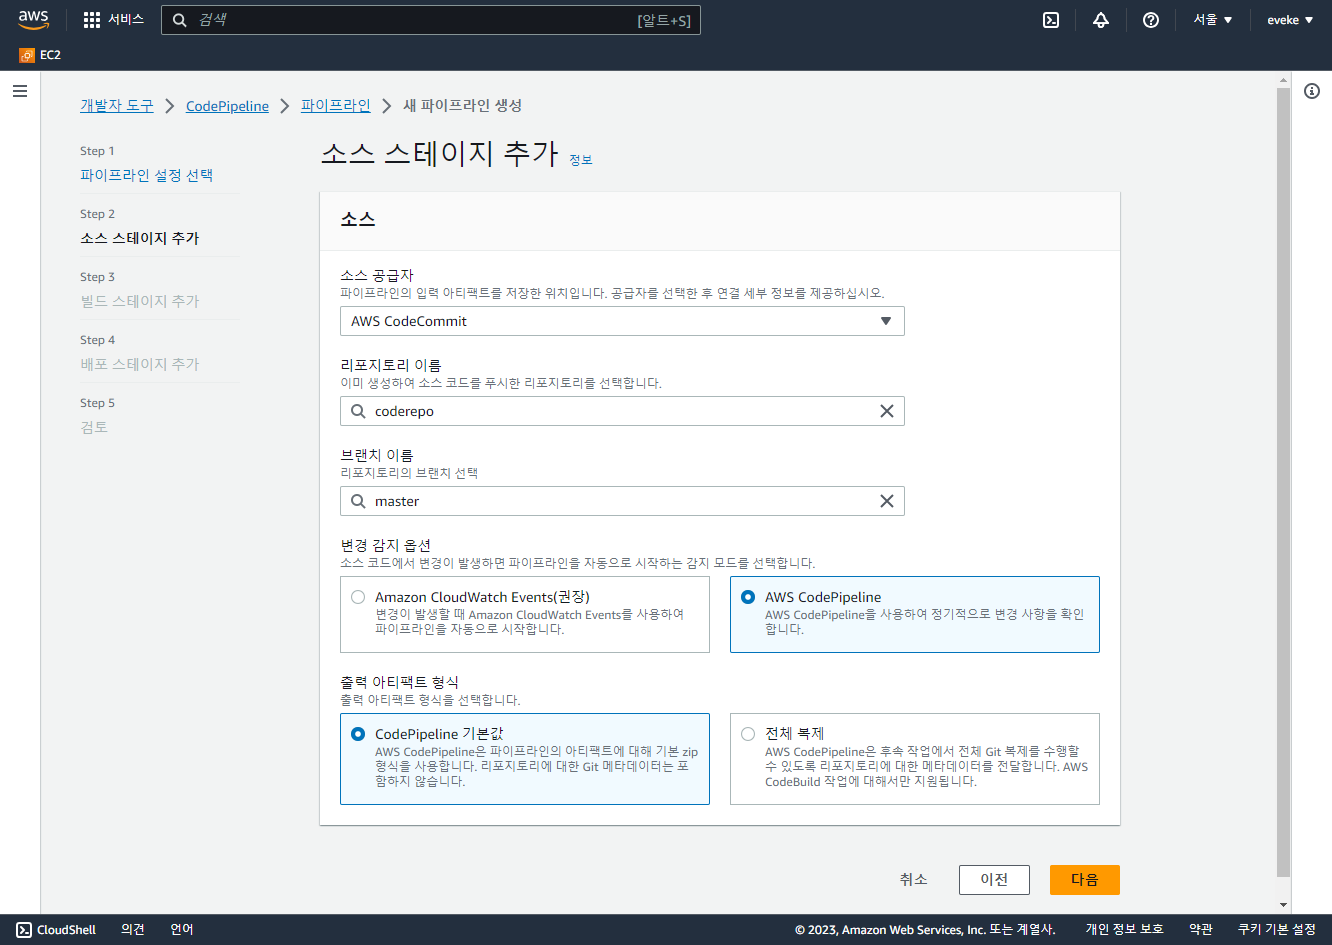 aws
서비스
검색
[알트+S]
서울
eveke
EC2
개발자 도구
CodePipeline
파이프라인
새 파이프라인 생성
Step 1
파이프라인 설정 선택
Step 2
소스 스테이지 추가
Step 3
빌드 스테이지 추가
Step 4
배포 스테이지 추가
Step 5
검토
소스 스테이지 추가 정보
소스
소스 공급자
파이프라인의 입력 아티팩트를 저장한 위치입니다. 공급자를 선택한 후 연결 세부 정보를 제공하십시오.
AWS CodeCommit
리포지토리 이름
이미 생성하여 소스 코드를 푸시한 리포지토리를 선택합니다.
coderepo
브랜치 이름
리포지토리의 브랜치 선택
master
변경 감지 옵션
소스 코드에서 변경이 발생하면 파이프라인을 자동으로 시작하는 감지 모드를 선택합니다.
Amazon CloudWatch Events(권장)
변경이 발생할 때 Amazon CloudWatch Events를 사용하여
파이프라인을 자동으로 시작합니다.
AWS CodePipeline
AWS CodePipeline을 사용하여 정기적으로 변경 사항을 확인
합니다.
출력 아티팩트 형식
출력 아티팩트 형식을 선택합니다.
CodePipeline 기본값
AWS CodePipeline은 파이프라인의 아티팩트에 대해 기본 zip
형식을 사용합니다. 리포지토리에 대한 Git 메타데이터는 포
함하지 않습니다.
전체 복제
AWS CodePipeline은 후속 작업에서 전체 Git 복제를 수행할
수 있도록 리포지토리에 대한 메타데이터를 전달합니다. AWS
CodeBuild 작업에 대해서만 지원됩니다.
취소
이전
다음
CloudShell
의견
언어
© 2023, Amazon Web Services, Inc. 또는 계열사.
개인 정보 보호
약관
쿠키 기본 설정